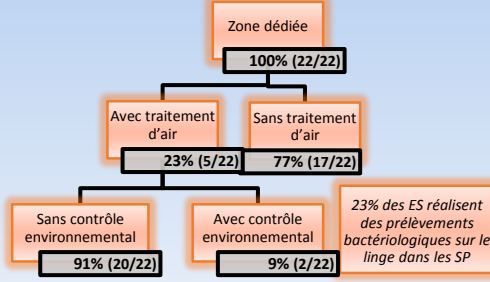 Zone dédiée
100% (22/22)
Avec traitement
d'air
23% (5/22)
Sans traitement
d'air
77% (17/22)
Sans contrôle
environnemental
91% (20/22)
Avec contrôle
environnemental
9% (2/22)
23% des ES réalisent
des prélèvements
bactériologiques sur le
linge dans les SP